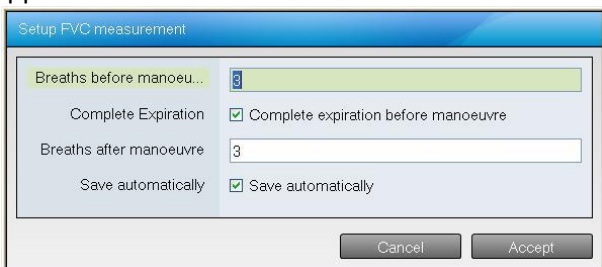 Setup FVC measurement
Breaths before manoeu... 3
Complete Expiration Complete expiration before manoeuvre
Breaths after manoeuvre 3
Save automatically Save automatically
Cancel Accept